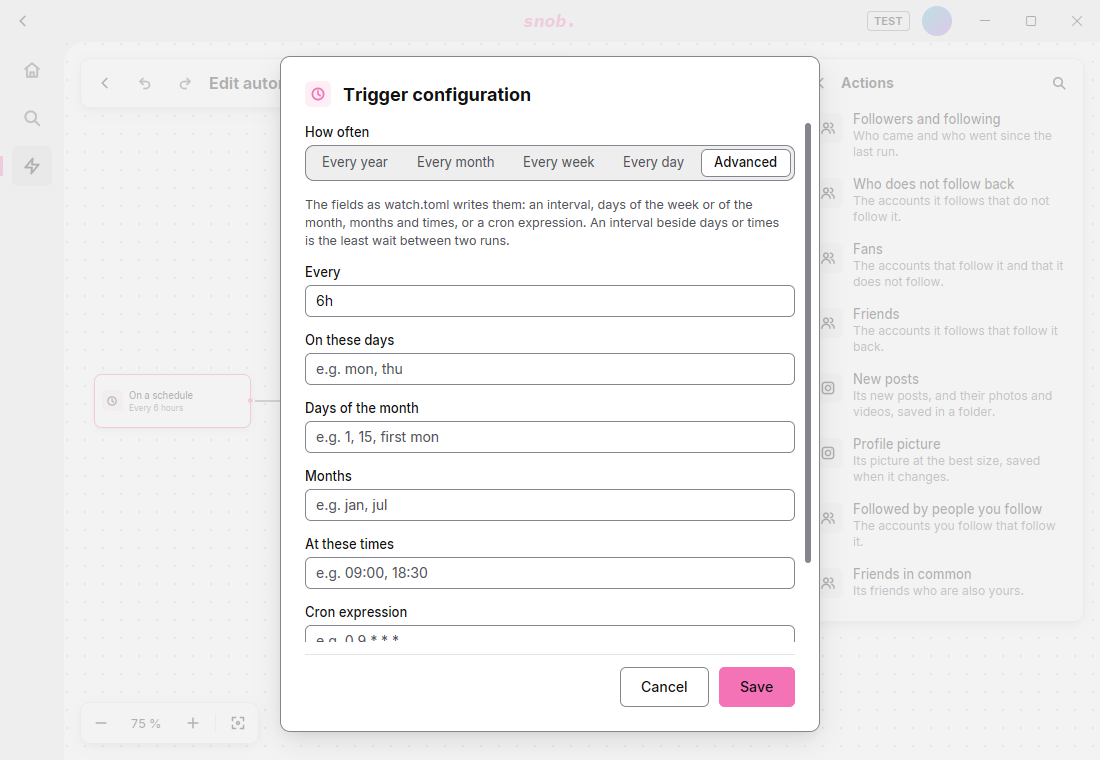 snob.
TEST
Edit autor
Trigger configuration
How often
Every year
Every month
Every week
Every day
Advanced
The fields as watch.toml writes them: an interval, days of the week or of the
month, months and times, or a cron expression. An interval beside days or times
is the least wait between two runs.
Every
6h
On these days
e.g. mon, thu
Days of the month
e.g. 1, 15, first mon
Months
e.g. jan, jul
At these times
e.g. 09:00, 18:30
Cron expression
e.g. 0 9 * * *
Cancel
Save
On a schedule
Every 6 hours
75 %
Actions
Followers and following
Who came and who went since the
last run.
Who does not follow back
The accounts it follows that do not
follow it.
Fans
The accounts that follow it and that it
does not follow.
Friends
The accounts it follows that follow it
back.
New posts
Its new posts, and their photos and
videos, saved in a folder.
Profile picture
Its picture at the best size, saved
when it changes.
Followed by people you follow
The accounts you follow that follow
it.
Friends in common
Its friends who are also yours.